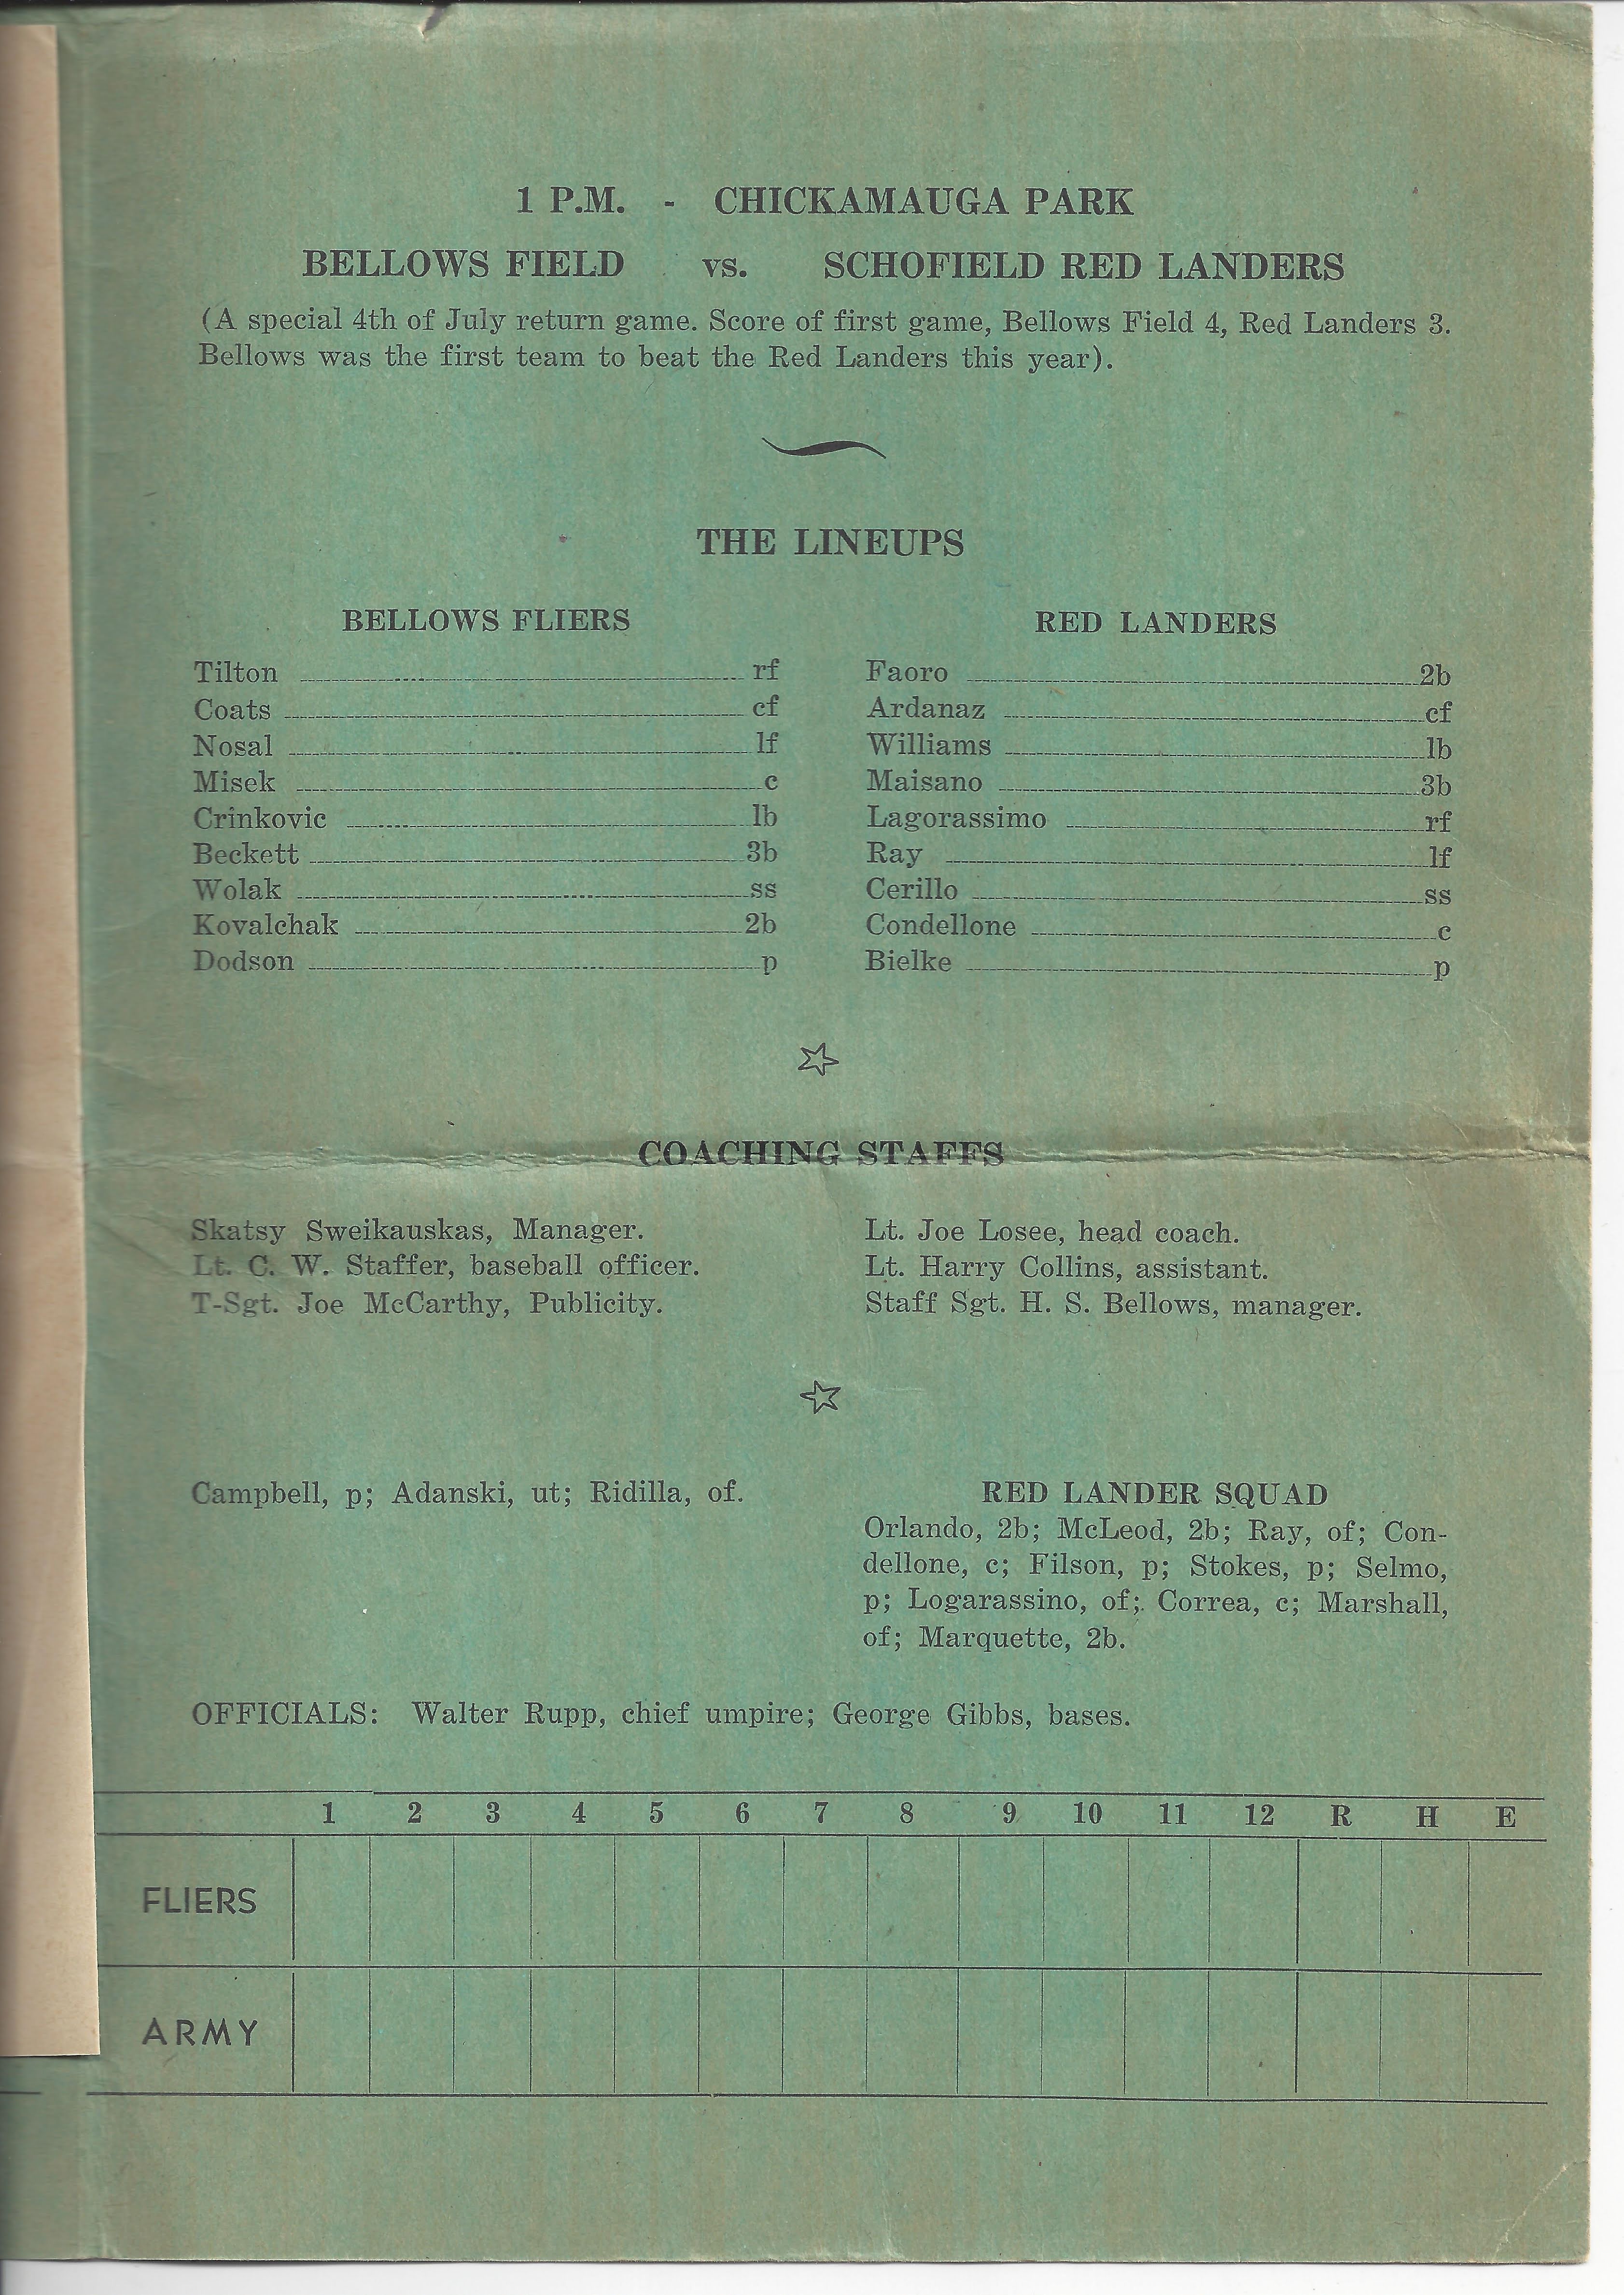 1 P.M. - CHICKAMAUGA PARK
BELLOWS FIELD vs. SCHOFIELD RED LANDERS
(A special 4th of July return game. Score of first game, Bellows Field 4, Red Landers 3.
Bellows was the first team to beat the Red Landers this year).
THE LINEUPS
BELLOWS FLIERS
Tilton rf
Coats cf
Nosal lf
Misek c
Crinkovic lb
Beckett 3b
Wolak ss
Kovalchak 2b
Dodson p
RED LANDERS
Faoro 2b
Ardanaz cf
Williams lb
Maisano 3b
Lagorassimo rf
Ray lf
Cerillo ss
Condellone c
Bielke p
COACHING STAFFS
Skatsy Sweikauskas, Manager.
Lt. C. W. Staffer, baseball officer.
T-Sgt. Joe McCarthy, Publicity.
Lt. Joe Losee, head coach.
Lt. Harry Collins, assistant.
Staff Sgt. H. S. Bellows, manager.
Campbell, p; Adanski, ut; Ridilla, of.
RED LANDER SQUAD
Orlando, 2b; McLeod, 2b; Ray, of; Con-
dellone, c; Filson, p; Stokes, p; Selmo,
p; Logarassino, of; Correa, c; Marshall,
of; Marquette, 2b.
OFFICIALS: Walter Rupp, chief umpire; George Gibbs, bases.
1 2 3 4 5 6 7 8 9 10 11 12 R H E
FLIERS
ARMY